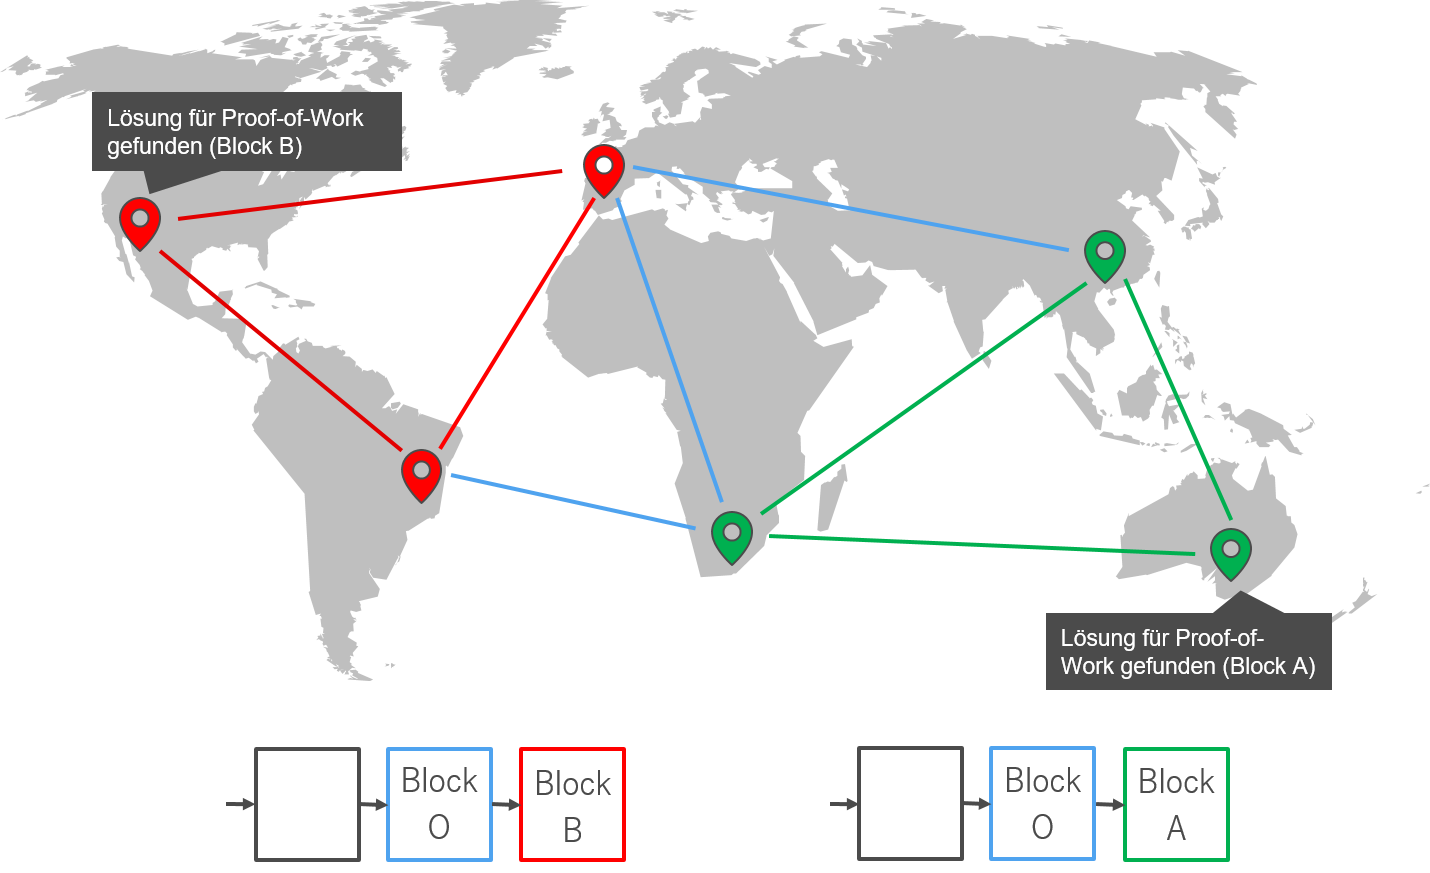 Lösung für Proof-of-Work
gefunden (Block B)
Lösung für Proof-of-
Work gefunden (Block A)
Block
O
Block
B
Block
O
Block
A